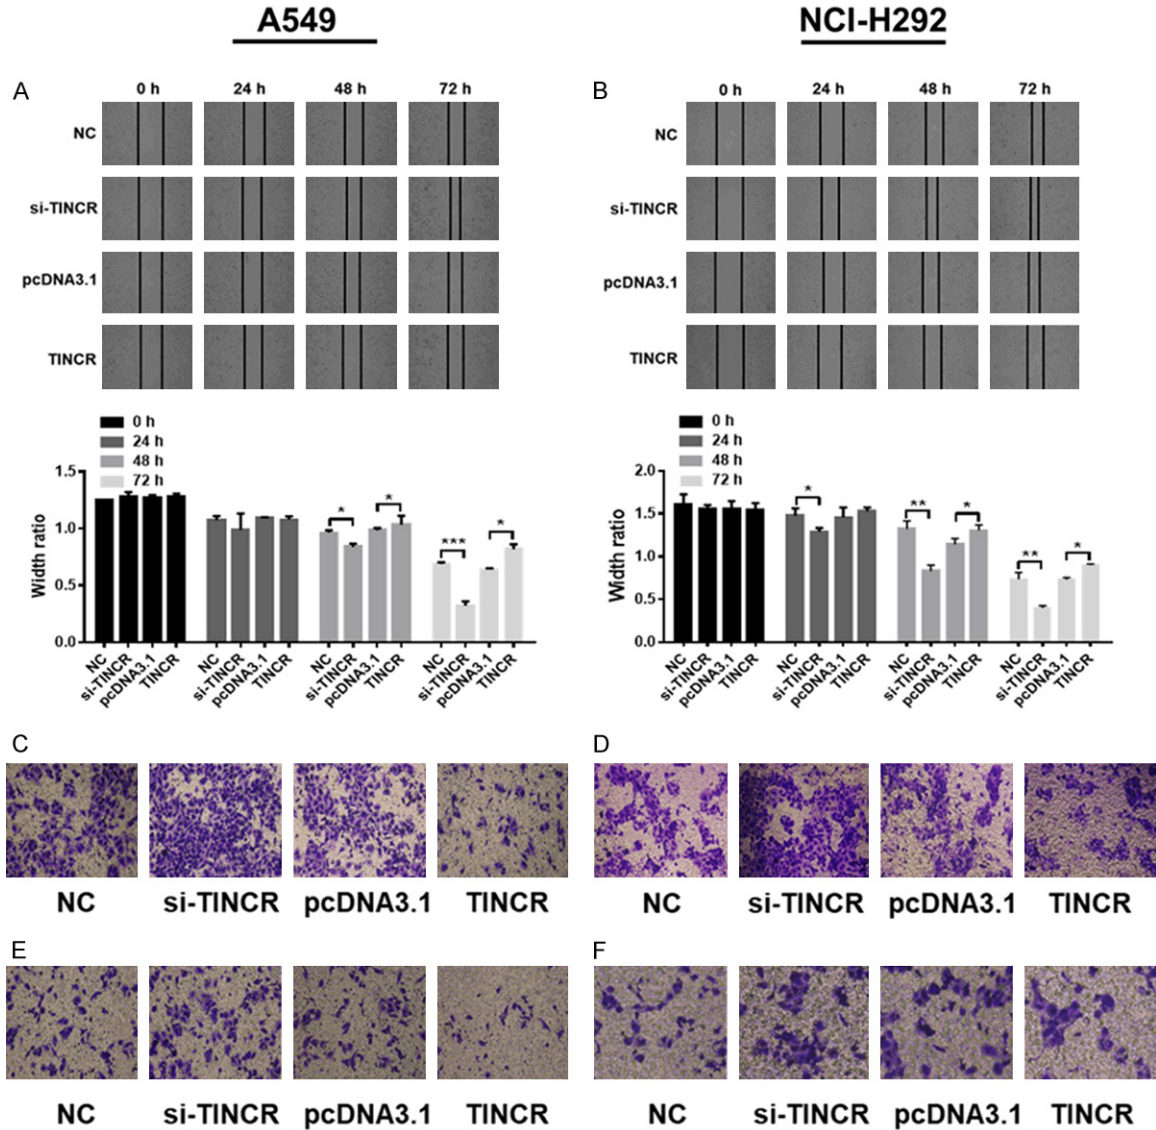 A549
NCI-H292
A
0 h 24 h 48 h 72 h
NC
si-TINCR
pcDNA3.1
TINCR
B
0 h 24 h 48 h 72 h
NC
si-TINCR
pcDNA3.1
TINCR
0 h
24 h
48 h
72 h
Width ratio
1.5
1.0
0.5
0.0
* * *** *
NC si-TINCR pcDNA3.1 TINCR NC si-TINCR pcDNA3.1 TINCR NC si-TINCR pcDNA3.1 TINCR NC si-TINCR pcDNA3.1 TINCR
0 h
24 h
48 h
72 h
Width ratio
2.0
1.5
1.0
0.5
0.0
* ** * ** *
NC si-TINCR pcDNA3.1 TINCR NC si-TINCR pcDNA3.1 TINCR NC si-TINCR pcDNA3.1 TINCR NC si-TINCR pcDNA3.1 TINCR
C
NC si-TINCR pcDNA3.1 TINCR
D
NC si-TINCR pcDNA3.1 TINCR
E
NC si-TINCR pcDNA3.1 TINCR
F
NC si-TINCR pcDNA3.1 TINCR